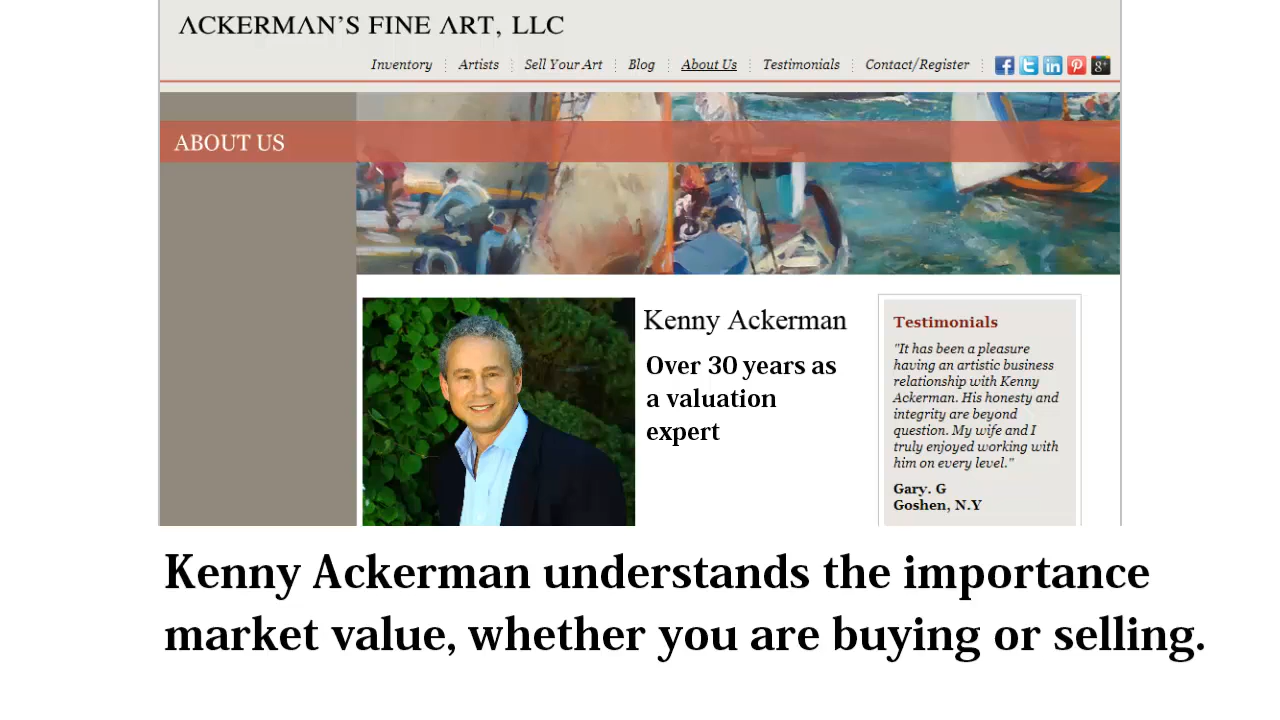 ACKERMAN'S FINE ART, LLC
Inventory Artists Sell Your Art Blog About Us Testimonials Contact/Register
ABOUT US
Kenny Ackerman
Over 30 years as
a valuation
expert
Testimonials
"It has been a pleasure
having an artistic business
relationship with Kenny
Ackerman. His honesty and
integrity are beyond
question. My wife and I
truly enjoyed working with
him on every level."
Gary. G
Goshen, N.Y
Kenny Ackerman understands the importance
market value, whether you are buying or selling.